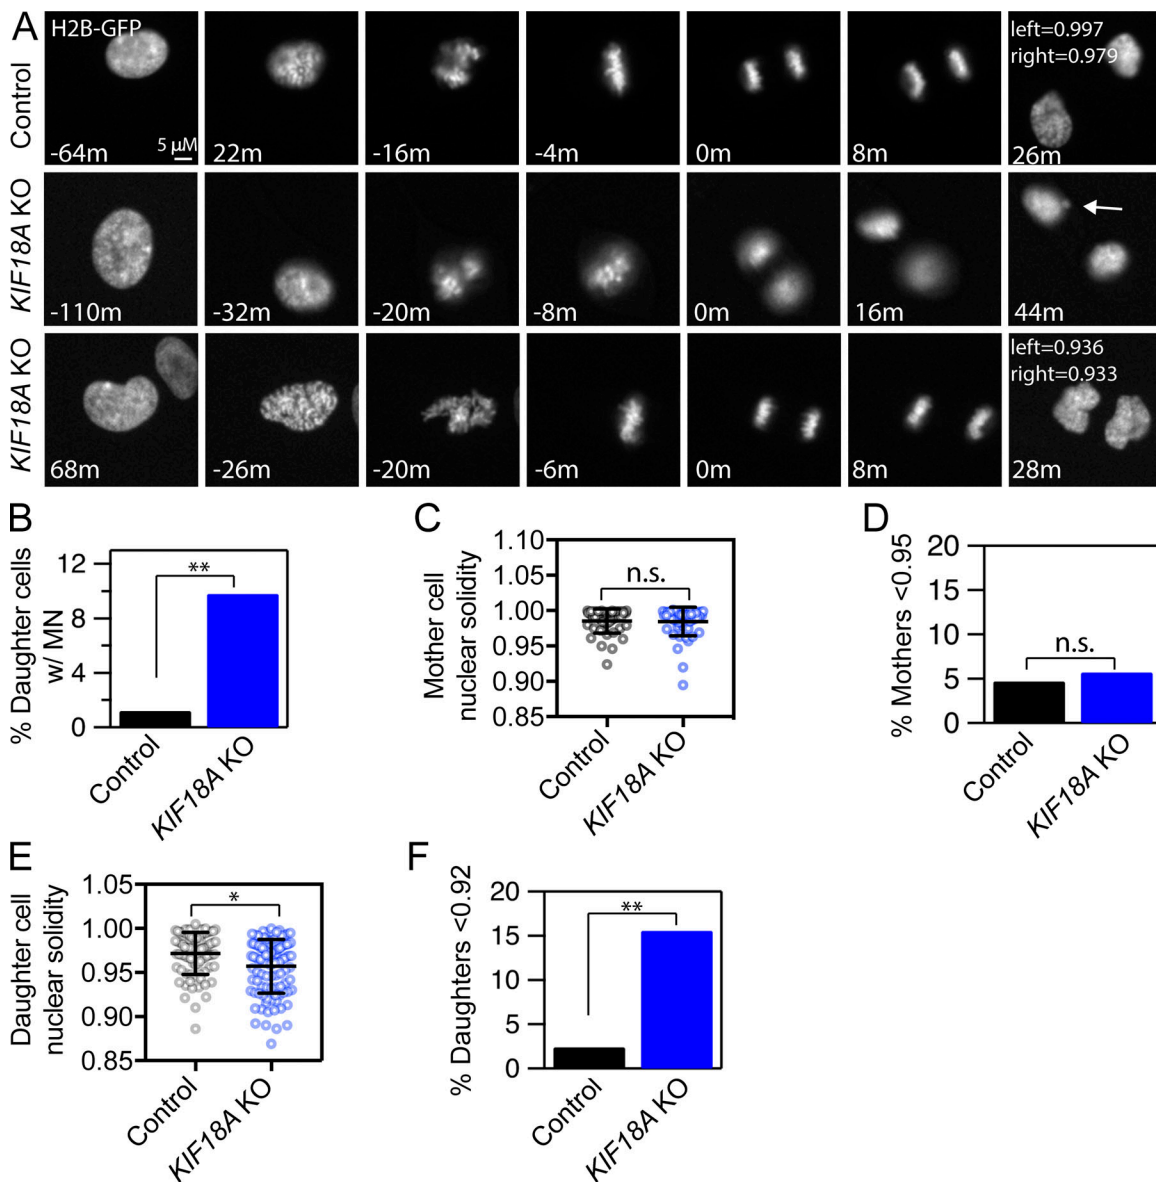 A
H2B-GFP
Control
-64m
5 µM
22m
-16m
-4m
0m
8m
left=0.997
right=0.979
26m
KIF18A KO
-110m
-32m
-20m
-8m
0m
16m
44m
KIF18A KO
68m
-26m
-20m
-6m
0m
8m
left=0.936
right=0.933
28m
B
% Daughter cells
w/ MN
12
8
4
0
**
Control
KIF18A KO
C
Mother cell
nuclear solidity
1.10
1.05
1.00
0.95
0.90
0.85
n.s.
Control
KIF18A KO
D
% Mothers <0.95
20
15
10
5
0
n.s.
Control
KIF18A KO
E
Daughter cell
nuclear solidity
1.05
1.00
0.95
0.90
0.85
*
Control
KIF18A KO
F
% Daughters <0.92
20
15
10
5
0
**
Control
KIF18A KO